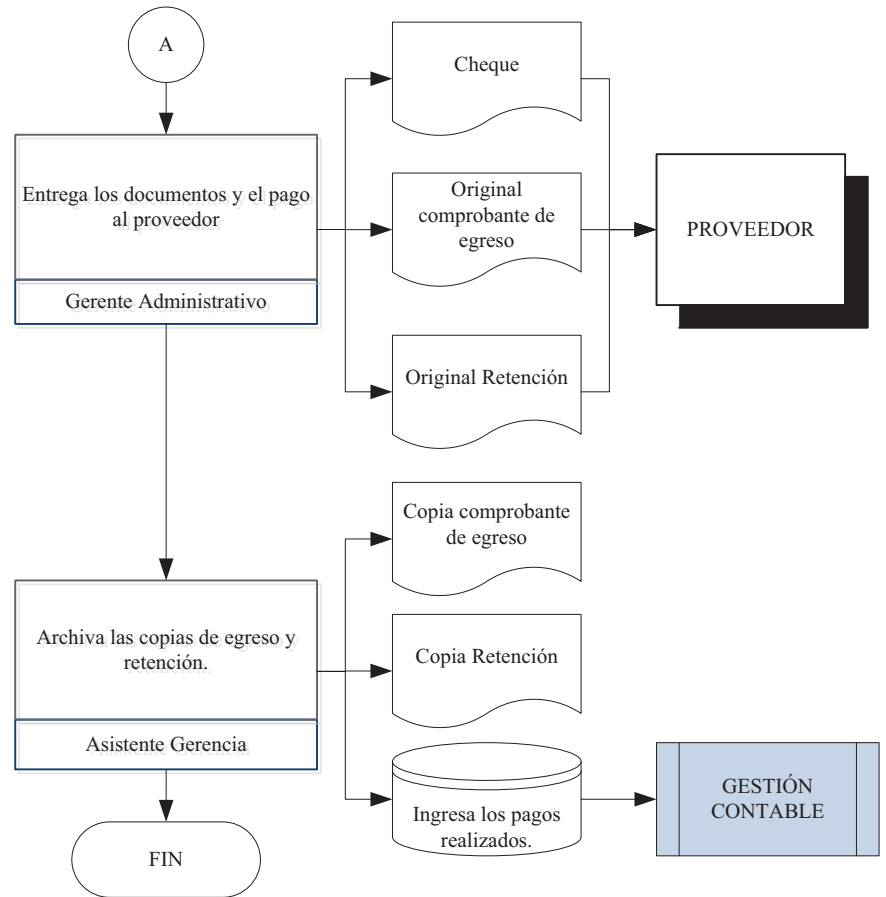 A
Cheque
Entrega los documentos y el pago
al proveedor
Gerente Administrativo
Original
comprobante de
egreso
PROVEEDOR
Original Retención
Copia comprobante
de egreso
Archiva las copias de egreso y
retención.
Asistente Gerencia
Copia Retención
Ingresa los pagos
realizados.
GESTIÓN
CONTABLE
FIN